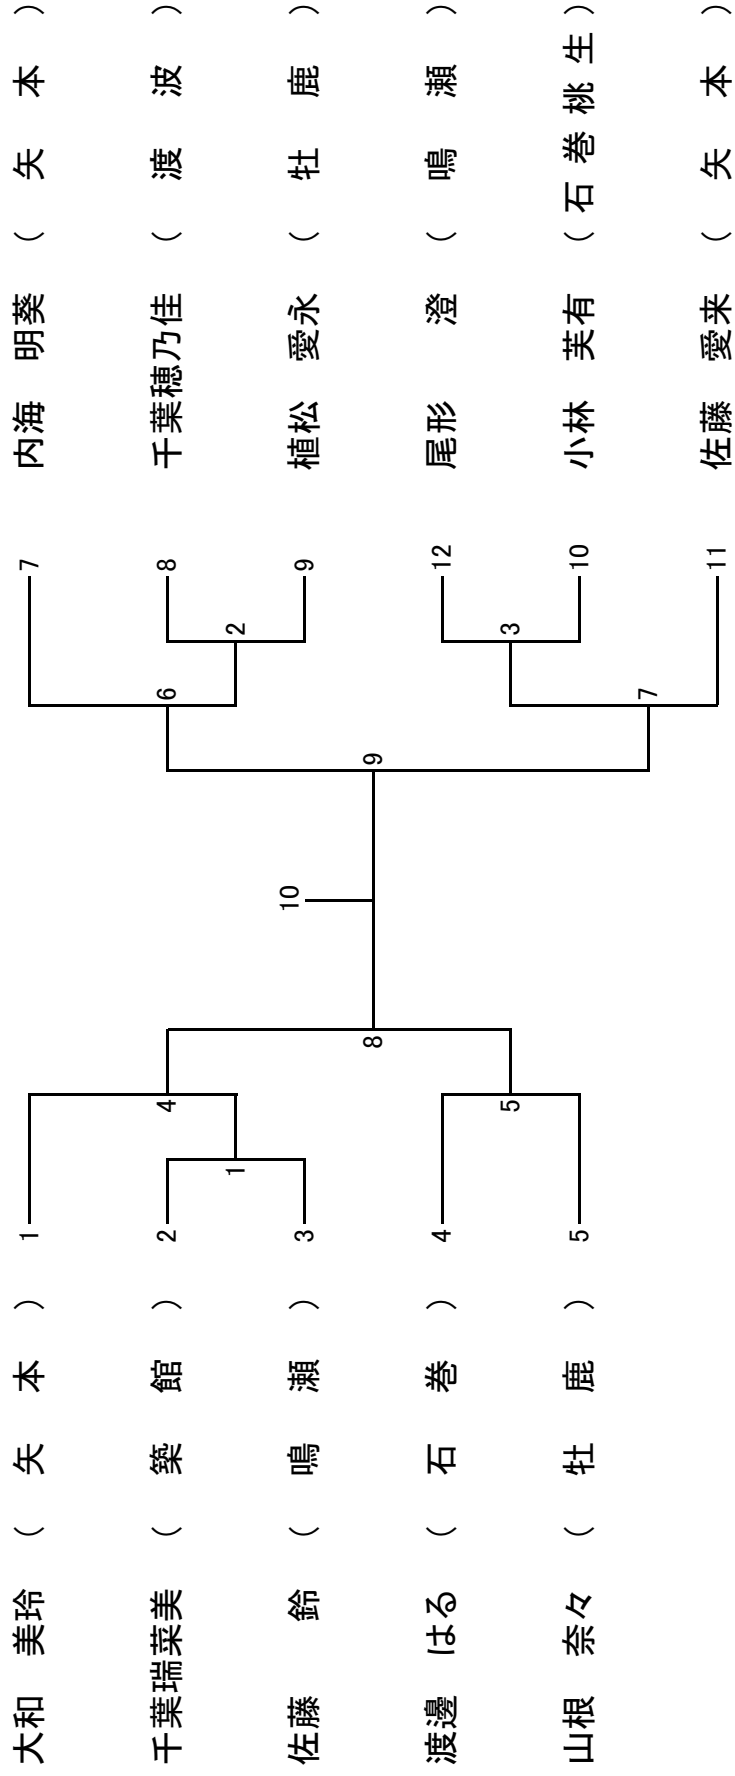 大和 美玲 ( 矢 本 ) 1
千葉瑞菜美 ( 築 館 ) 2
佐藤 鈴 ( 鳴 瀬 ) 3
渡邊 はる ( 石 巻 ) 4
山根 奈々 ( 牡 鹿 ) 5
1
4
5
8
10
9
6
7
2
3
7 内海 明葵 ( 矢 本 )
8 千葉穂乃佳 ( 渡 波 )
9 植松 愛永 ( 牡 鹿 )
12 尾形 澄 ( 鳴 瀬 )
10 小林 芙有 ( 石 巻 桃 生 )
11 佐藤 愛来 ( 矢 本 )